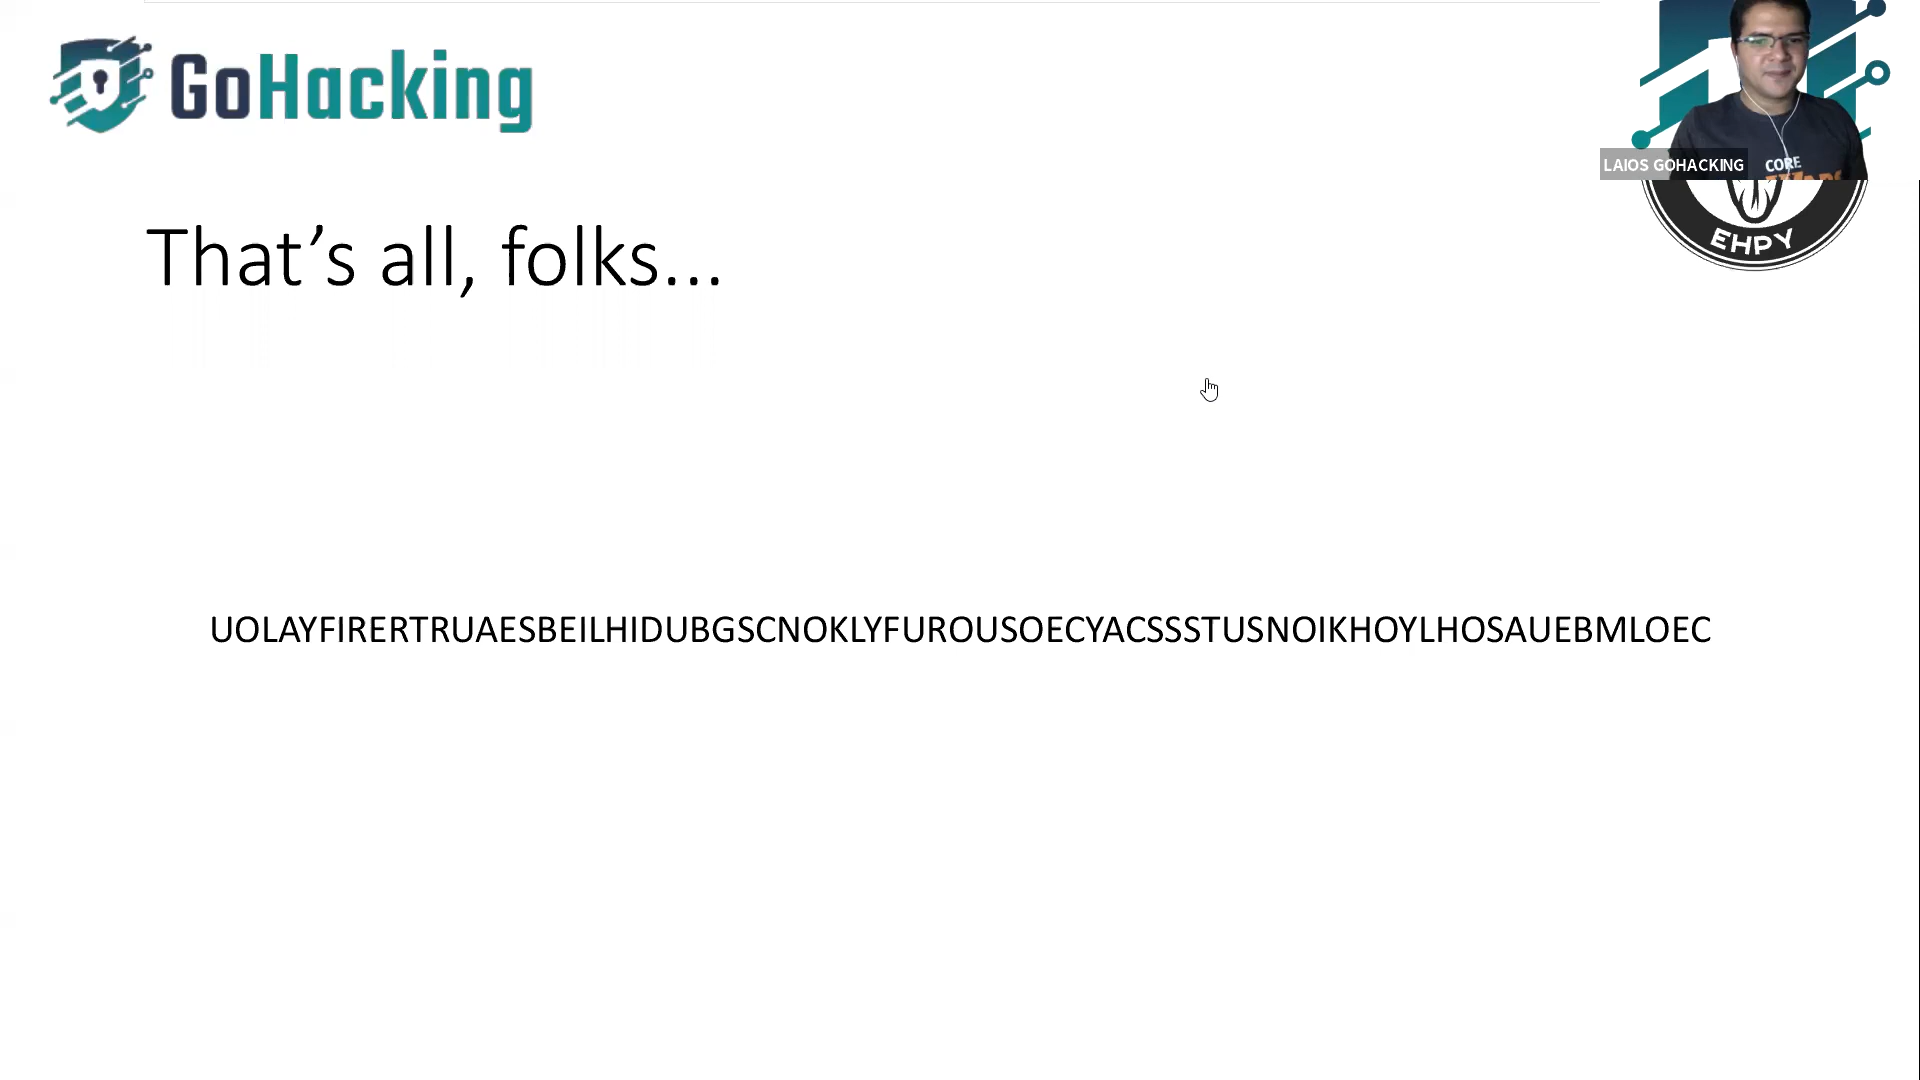 GoHacking
LAIOS GOHACKING
CORE
EHPY
That’s all, folks...
UOLAYFIRERTRUAESBEILHIDUBGSCNOKLYFUROUSOECYACSSSTUSNOIKHOYLHOSAUEBMLOEC